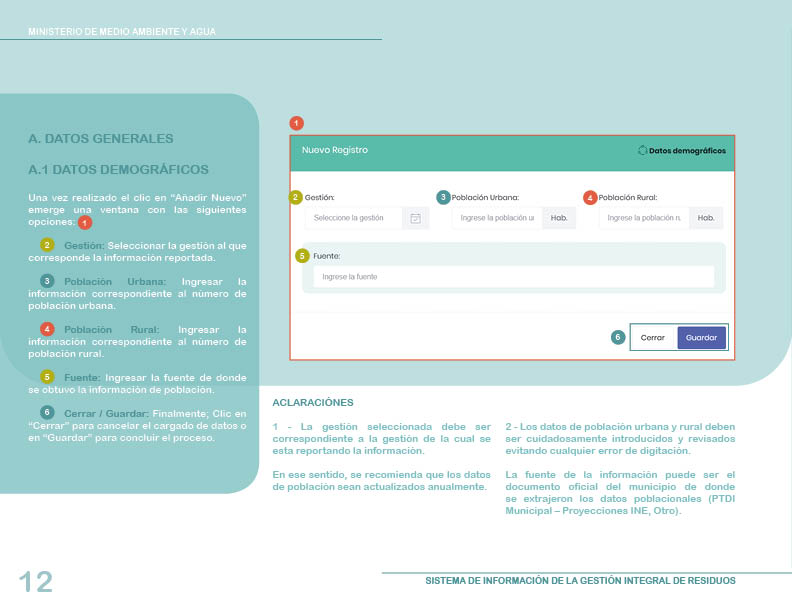 MINISTERIO DE MEDIO AMBIENTE Y AGUA
A. DATOS GENERALES
A.1 DATOS DEMOGRÁFICOS
Una vez realizado el clic en “Añadir Nuevo”
emerge una ventana con las siguientes
opciones: 1
2 Gestión: Seleccionar la gestión al que
corresponde la información reportada.
3 Población Urbana: Ingresar la
información correspondiente al número de
población urbana.
4 Población Rural: Ingresar la
información correspondiente al número de
población rural.
5 Fuente: Ingresar la fuente de donde
se obtuvo la información de población.
6 Cerrar / Guardar: Finalmente; Clic en
“Cerrar” para cancelar el cargado de datos o
en “Guardar” para concluir el proceso.
1
Nuevo Registro
Datos demográficos
2 Gestión:
3 Población Urbana:
4 Población Rural:
Seleccione la gestión
Ingrese la población u
Hab.
Ingrese la población n.
Hab.
5 Fuente:
Ingrese la fuente
6 Cerrar Guardar
ACLARACIÓNES
1 - La gestión seleccionada debe ser
correspondiente a la gestión de la cual se
esta reportando la información.
En ese sentido, se recomienda que los datos
de población sean actualizados anualmente.
2 - Los datos de población urbana y rural deben
ser cuidadosamente introducidos y revisados
evitando cualquier error de digitación.
La fuente de la información puede ser el
documento oficial del municipio de donde
se extrajeron los datos poblacionales (PTDI
Municipal – Proyecciones INE, Otro).
12
SISTEMA DE INFORMACIÓN DE LA GESTIÓN INTEGRAL DE RESIDUOS